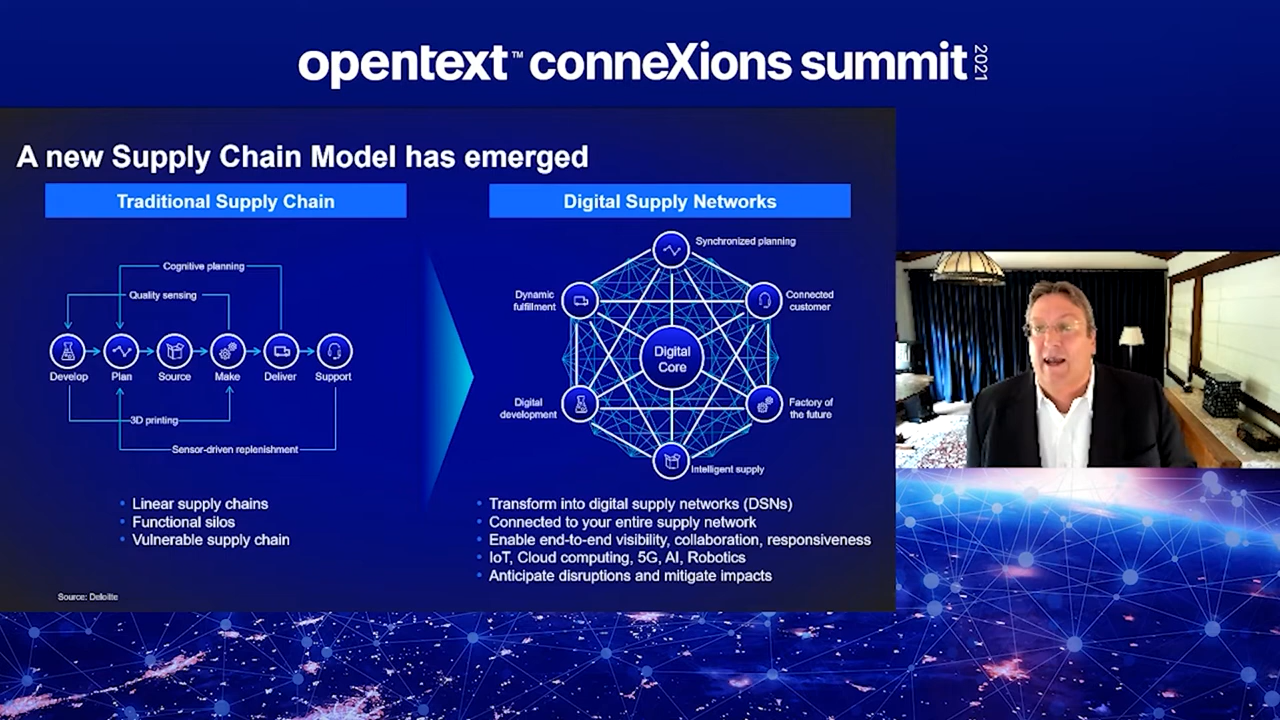 opentext™ conneXions summit 2021
A new Supply Chain Model has emerged
Traditional Supply Chain
Cognitive planning
Quality sensing
Develop
Plan
Source
Make
Deliver
Support
3D printing
Sensor-driven replenishment
• Linear supply chains
• Functional silos
• Vulnerable supply chain
Source: Deloitte
Digital Supply Networks
Synchronized planning
Dynamic
fulfillment
Connected
customer
Digital
Core
Digital
development
Factory of
the future
Intelligent supply
• Transform into digital supply networks (DSNs)
• Connected to your entire supply network
• Enable end-to-end visibility, collaboration, responsiveness
• IoT, Cloud computing, 5G, AI, Robotics
• Anticipate disruptions and mitigate impacts